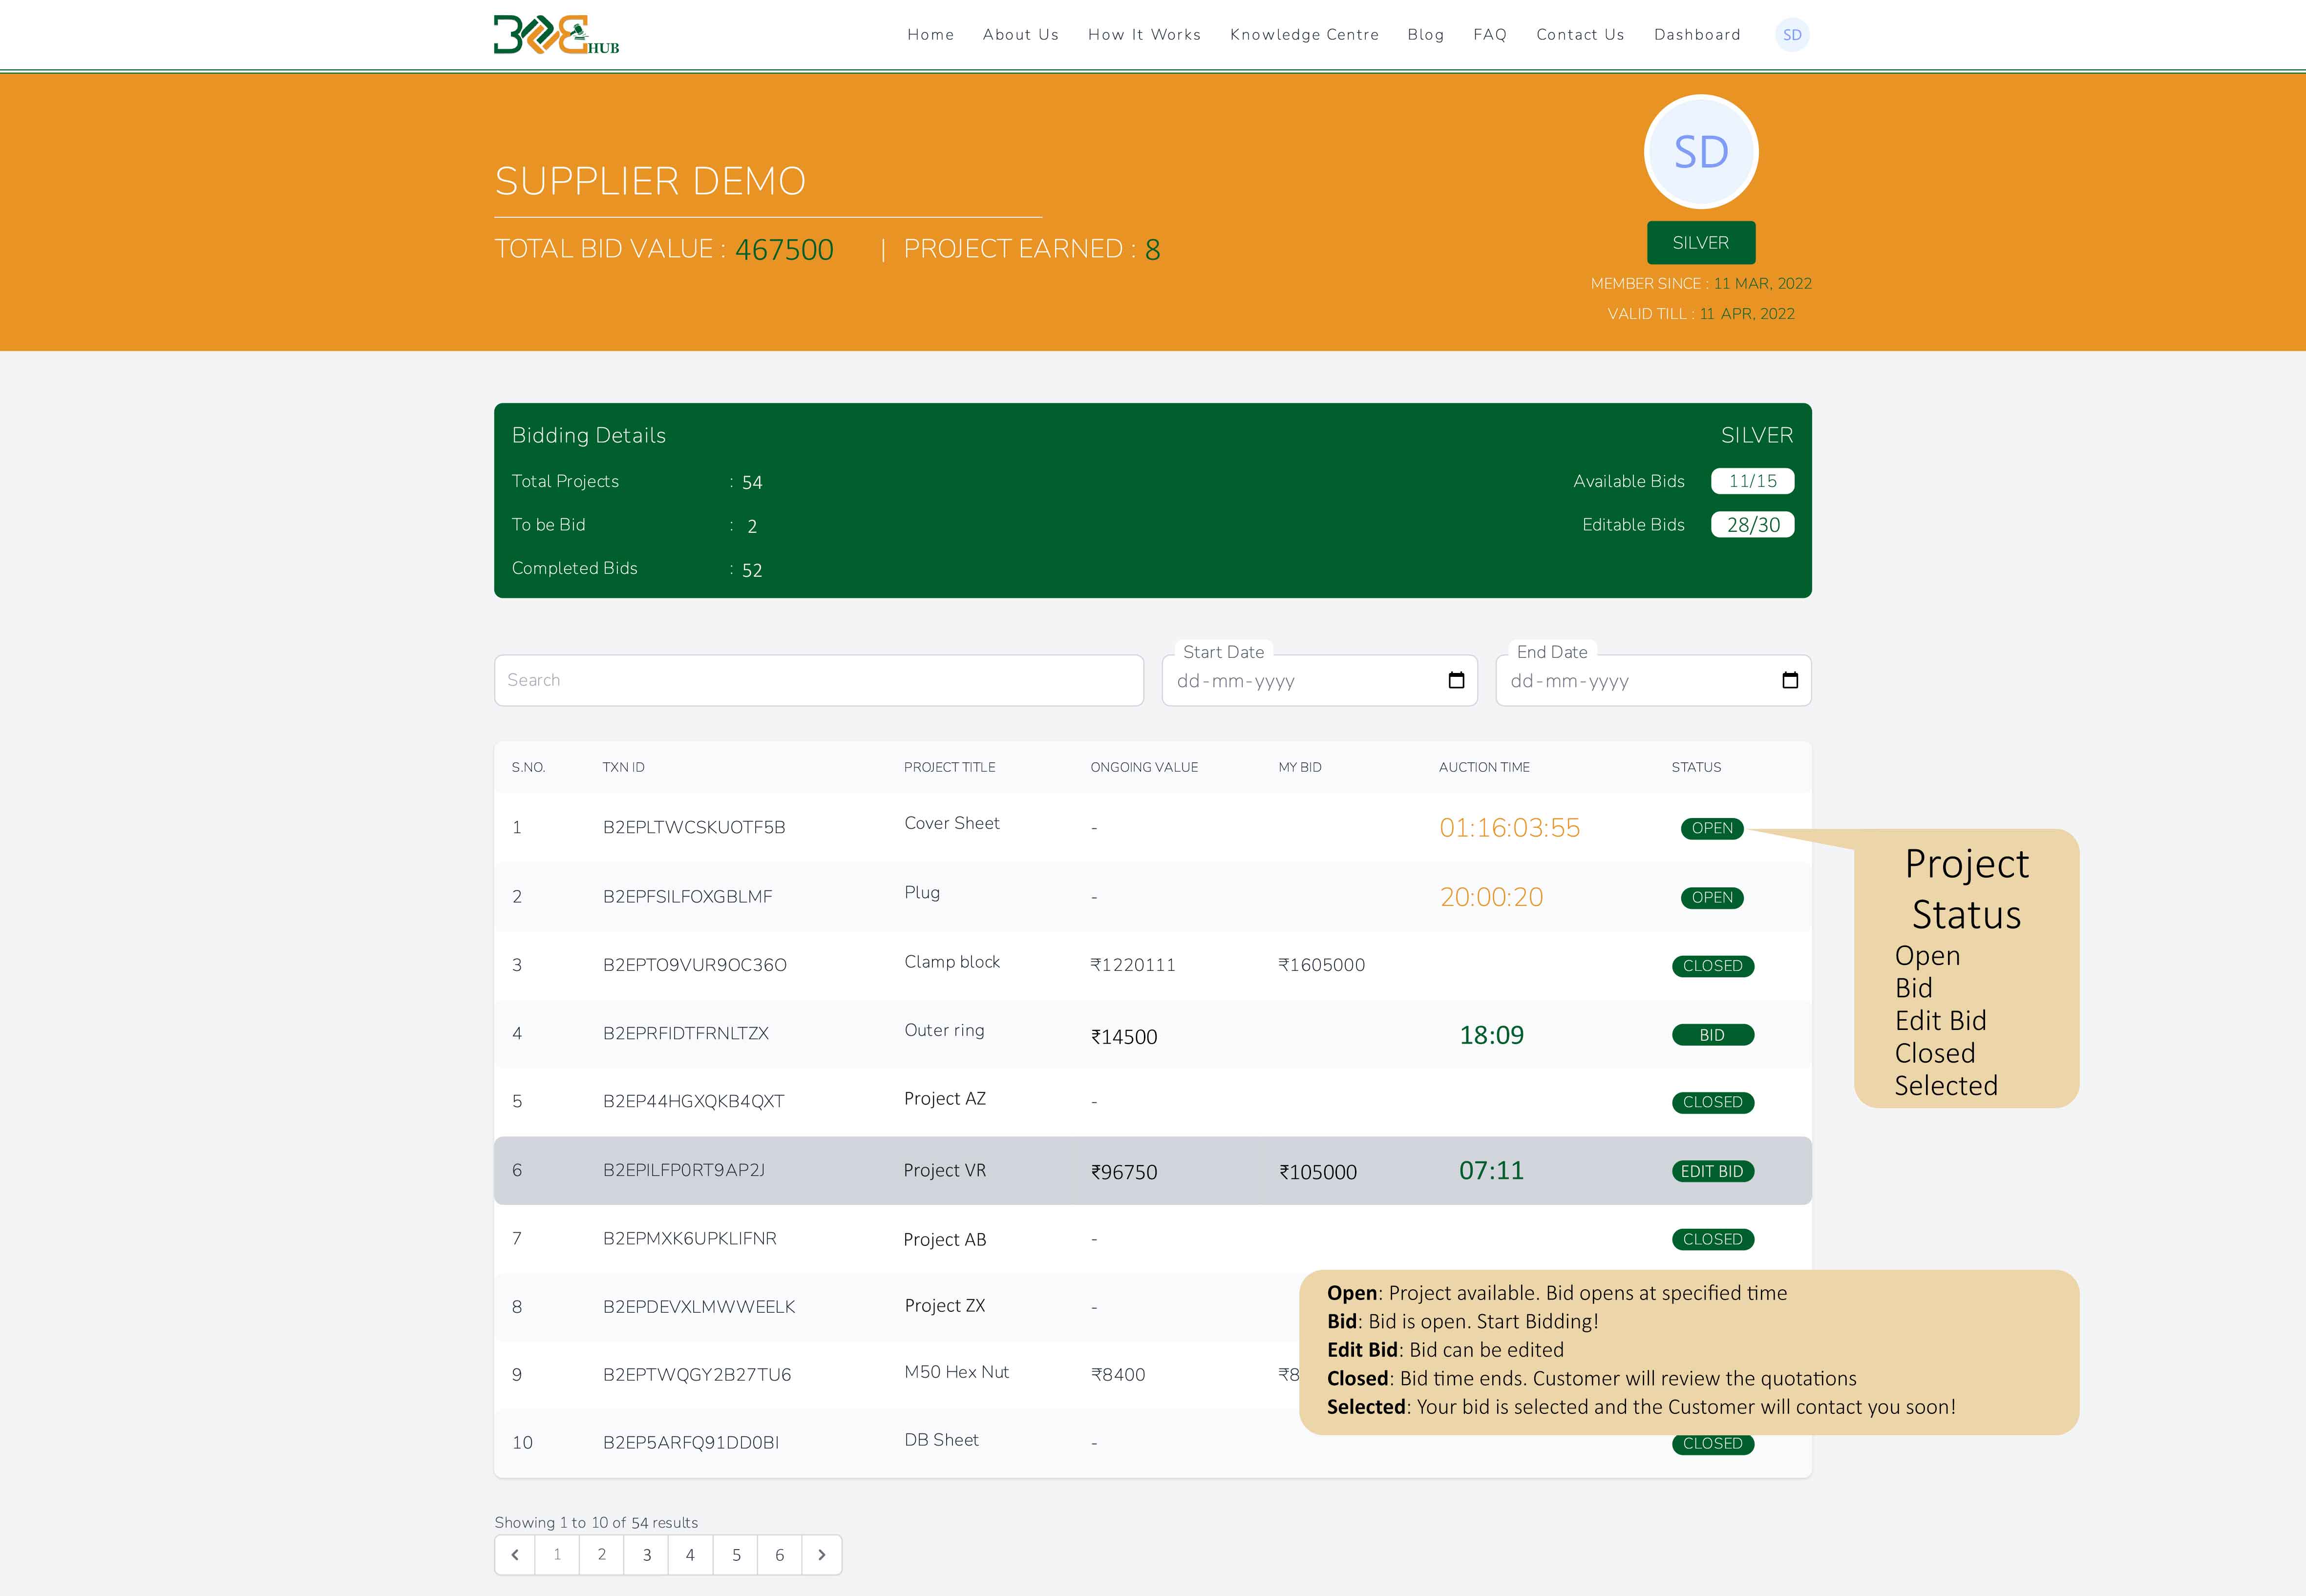 B2E HUB
Home About Us How It Works Knowledge Centre Blog FAQ Contact Us Dashboard SD
SD
SUPPLIER DEMO
TOTAL BID VALUE : 467500 | PROJECT EARNED : 8
SILVER
MEMBER SINCE : 11 MAR, 2022
VALID TILL : 11 APR, 2022
Bidding Details SILVER
Total Projects : 54 Available Bids 11/15
To be Bid : 2 Editable Bids 28/30
Completed Bids : 52
Start Date End Date
Search dd-mm-yyyy dd-mm-yyyy
S.NO. TXN ID PROJECT TITLE ONGOING VALUE MY BID AUCTION TIME STATUS
1 B2EPLTWCSKUOTF5B Cover Sheet - 01:16:03:55 OPEN
2 B2EPFSILFOXGBLMF Plug - 20:00:20 OPEN
3 B2EPTO9VUR9OC36O Clamp block ₹1220111 ₹1605000 CLOSED
4 B2EPRFIDTFRNLTZX Outer ring ₹14500 18:09 BID
5 B2EP44HGXQKB4QXT Project AZ - CLOSED
6 B2EPILFP0RT9AP2J Project VR ₹96750 ₹105000 07:11 EDIT BID
7 B2EPMXK6UPKLIFNR Project AB - CLOSED
8 B2EPDEVXLMWWEELK Project ZX -
9 B2EPTWQGY2B27TU6 M50 Hex Nut ₹8400 ₹8
10 B2EP5ARFQ91DD0BI DB Sheet - CLOSED
Project
Status
Open
Bid
Edit Bid
Closed
Selected
Open: Project available. Bid opens at specified time
Bid: Bid is open. Start Bidding!
Edit Bid: Bid can be edited
Closed: Bid time ends. Customer will review the quotations
Selected: Your bid is selected and the Customer will contact you soon!
Showing 1 to 10 of 54 results
1 2 3 4 5 6